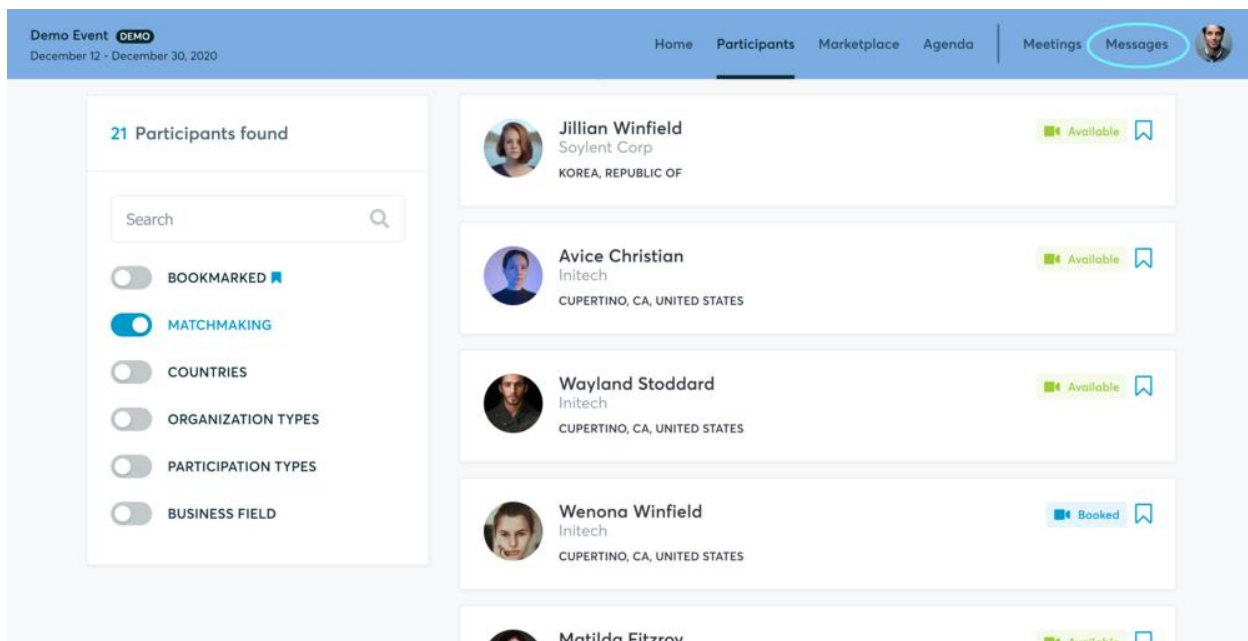 Demo Event DEMO
December 12 - December 30, 2020
Home Participants Marketplace Agenda Meetings Messages
21 Participants found
Search
BOOKMARKED
MATCHMAKING
COUNTRIES
ORGANIZATION TYPES
PARTICIPATION TYPES
BUSINESS FIELD
Jillian Winfield
Available
Soylent Corp
KOREA, REPUBLIC OF
Avice Christian
Available
Initech
CUPERTINO, CA, UNITED STATES
Wayland Stoddard
Available
Initech
CUPERTINO, CA, UNITED STATES
Wenona Winfield
Booked
Initech
CUPERTINO, CA, UNITED STATES
Matilda Fitzroy
Available